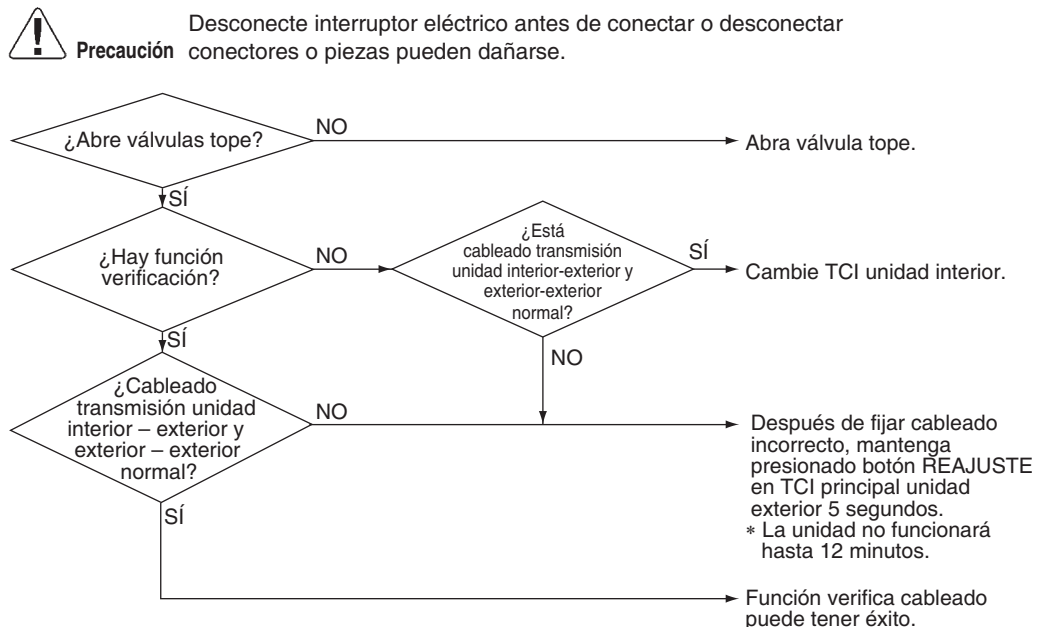 Desconecte interruptor eléctrico antes de conectar o desconectar
Precaución conectores o piezas pueden dañarse.
¿Abre válvulas tope?
NO
Abra válvula tope.
SÍ
¿Hay función
verificación?
NO
¿Está
cableado transmisión
unidad interior-exterior y
exterior-exterior
normal?
SÍ
Cambie TCI unidad interior.
SÍ
NO
¿Cableado
transmisión unidad
interior – exterior y
exterior – exterior
normal?
NO
Después de fijar cableado
incorrecto, mantenga
presionado botón REAJUSTE
en TCI principal unidad
exterior 5 segundos.
* La unidad no funcionará
hasta 12 minutos.
SÍ
Función verifica cableado
puede tener éxito.